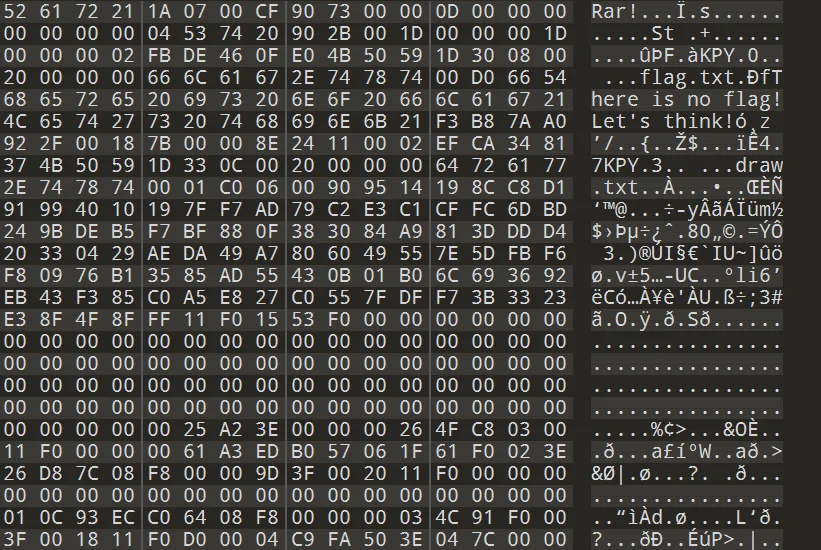 52 61 72 21 1A 07 00 CF 90 73 00 00 0D 00 00 00 Rar!...Ï.s......
00 00 00 00 04 53 74 20 90 2B 00 1D 00 00 00 1D .....St .+......
00 00 00 02 FB DE 46 0F E0 4B 50 59 1D 30 08 00 ....ûÞF.àKPY.0..
20 00 00 00 66 6C 61 67 2E 74 78 74 00 D0 66 54 ...flag.txt.ÐfT
68 65 72 65 20 69 73 20 6E 6F 20 66 6C 61 67 21 here is no flag!
4C 65 74 27 73 20 74 68 69 6E 6B 21 F3 B8 7A A0 Let's think!ó¸z
92 2F 00 18 7B 00 00 8E 24 11 00 02 EF CA 34 81 ’/..{..Ž$...ïÊ4.
37 4B 50 59 1D 33 0C 00 20 00 00 00 64 72 61 77 7KPY.3.. ...draw
2E 74 78 74 00 01 C0 06 00 90 95 14 19 8C C8 D1 .txt..À...•..ŒÈÑ
91 99 40 10 19 7F F7 AD 79 C2 E3 C1 CF FC 6D BD ‘™@...÷-yÂãÁÏüm½
24 9B DE B5 F7 BF 88 0F 38 30 84 A9 81 3D DD D4 $›Þµ÷¿ˆ.80„©.=ÝÔ
20 33 04 29 AE DA 49 A7 80 60 49 55 7E 5D FB F6 3.)®ÚI§€`IU~]ûö
F8 09 76 B1 35 85 AD 55 43 0B 01 B0 6C 69 36 92 ø.v±5…-UC..°li6’
EB 43 F3 85 C0 A5 E8 27 C0 55 7F DF F7 3B 33 23 ëCó…À¥è'ÀU.ß÷;3#
E3 8F 4F 8F FF 11 F0 15 53 F0 00 00 00 00 00 00 ã.O.ÿ.ð.Sð......
00 00 00 00 00 00 00 00 00 00 00 00 00 00 00 00 ................
00 00 00 00 00 00 00 00 00 00 00 00 00 00 00 00 ................
00 00 00 00 00 00 00 00 00 00 00 00 00 00 00 00 ................
00 00 00 00 00 00 00 00 00 00 00 00 00 00 00 00 ................
00 00 00 00 00 25 A2 3E 00 00 00 26 4F C8 03 00 .....%¢>...&OÈ..
11 F0 00 00 00 61 A3 ED B0 57 06 1F 61 F0 02 3E .ð...a£í°W..að.>
26 D8 7C 08 F8 00 00 9D 3F 00 20 11 F0 00 00 00 &Ø|.ø...?. .ð...
00 00 00 00 00 00 00 00 00 00 00 00 00 00 00 00 ................
01 0C 93 EC C0 64 08 F8 00 00 00 03 4C 91 F0 00 ..“ìÀd.ø....L‘ð.
3F 00 18 11 F0 D0 00 04 C9 FA 50 3E 04 7C 00 00 ?...ðÐ..ÉúP>.|..